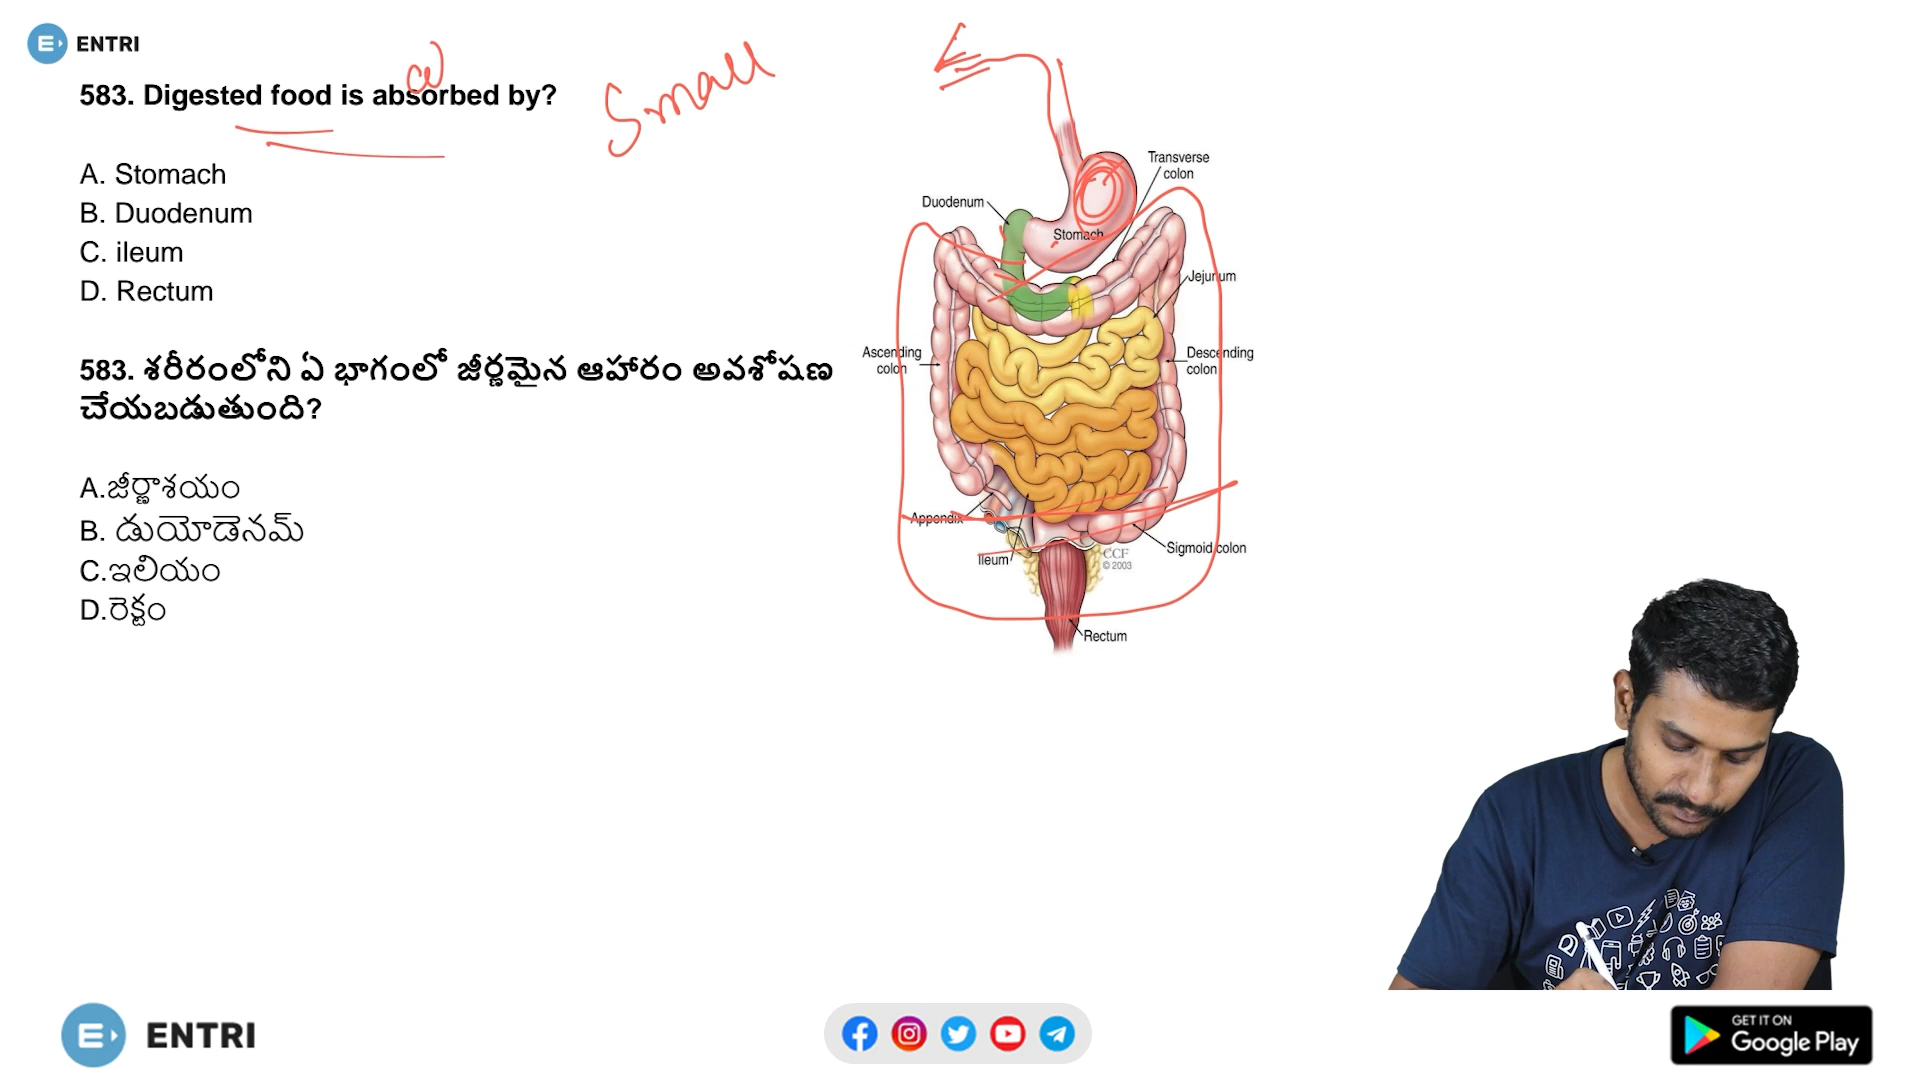 ENTRI
583. Digested food is absorbed by?
Small
A. Stomach
B. Duodenum
C. ileum
D. Rectum
583. శరీరంలోని ఏ భాగంలో జీర్ణమైన ఆహారం అవశోషణ
చేయబడుతుంది?
A.జీర్ణాశయం
B. డుయోడెనమ్
C.ఇలియం
D.రెక్టం
Transverse
colon
Duodenum
Stomach
Jejunum
Ascending
colon
Descending
colon
Appendix
Ileum
Sigmoid colon
CCF
© 2003
Rectum
ENTRI
GET IT ON
Google Play